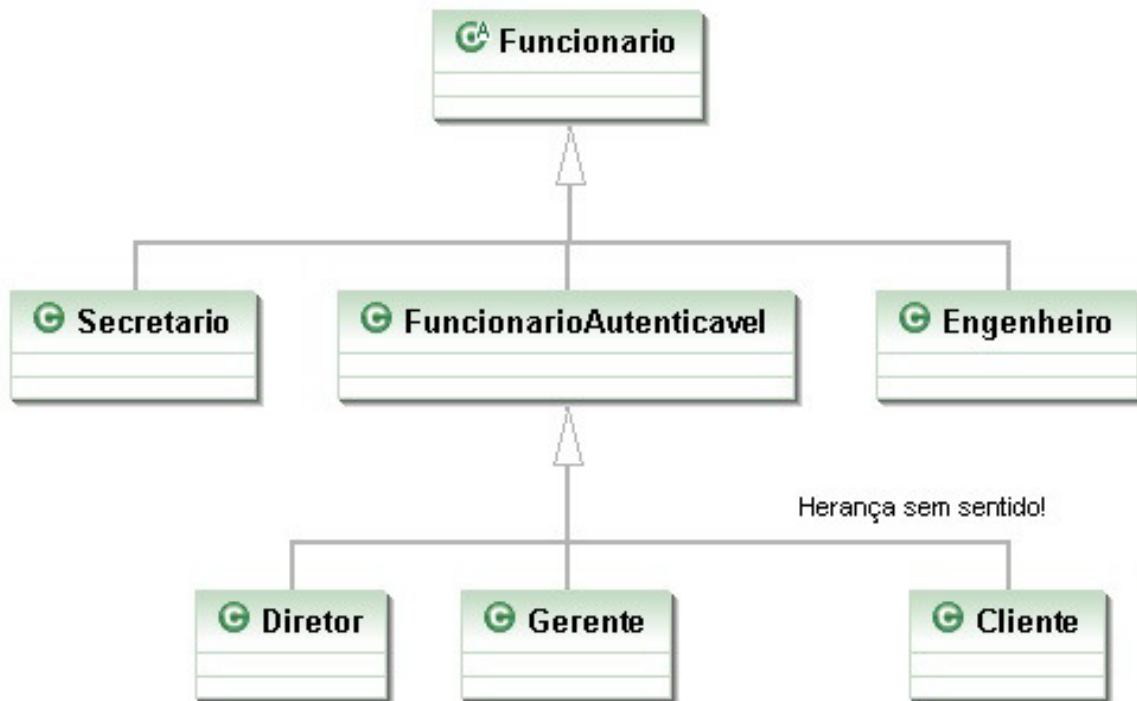 Funcionario
Secretario
FuncionarioAutenticavel
Engenheiro
Herança sem sentido!
Diretor
Gerente
Cliente